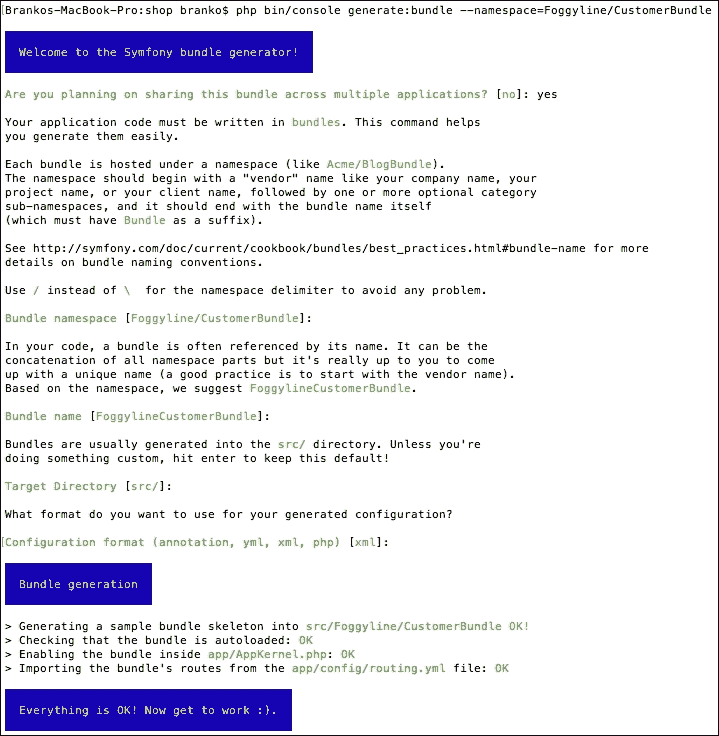 [Brankos-MacBook-Pro:shop branko$ php bin/console generate:bundle --namespace=Foggyline/CustomerBundle
Welcome to the Symfony bundle generator!
Are you planning on sharing this bundle across multiple applications? [no]: yes
Your application code must be written in bundles. This command helps
you generate them easily.
Each bundle is hosted under a namespace (like Acme/BlogBundle).
The namespace should begin with a "vendor" name like your company name, your
project name, or your client name, followed by one or more optional category
sub-namespaces, and it should end with the bundle name itself
(which must have Bundle as a suffix).
See http://symfony.com/doc/current/cookbook/bundles/best_practices.html#bundle-name for more
details on bundle naming conventions.
Use / instead of \  for the namespace delimiter to avoid any problem.
Bundle namespace [Foggyline/CustomerBundle]:
In your code, a bundle is often referenced by its name. It can be the
concatenation of all namespace parts but it's really up to you to come
up with a unique name (a good practice is to start with the vendor name).
Based on the namespace, we suggest FoggylineCustomerBundle.
Bundle name [FoggylineCustomerBundle]:
Bundles are usually generated into the src/ directory. Unless you're
doing something custom, hit enter to keep this default!
Target Directory [src/]:
What format do you want to use for your generated configuration?
[Configuration format (annotation, yml, xml, php) [xml]:
Bundle generation
> Generating a sample bundle skeleton into src/Foggyline/CustomerBundle OK!
> Checking that the bundle is autoloaded: OK
> Enabling the bundle inside app/AppKernel.php: OK
> Importing the bundle's routes from the app/config/routing.yml file: OK
Everything is OK! Now get to work :).